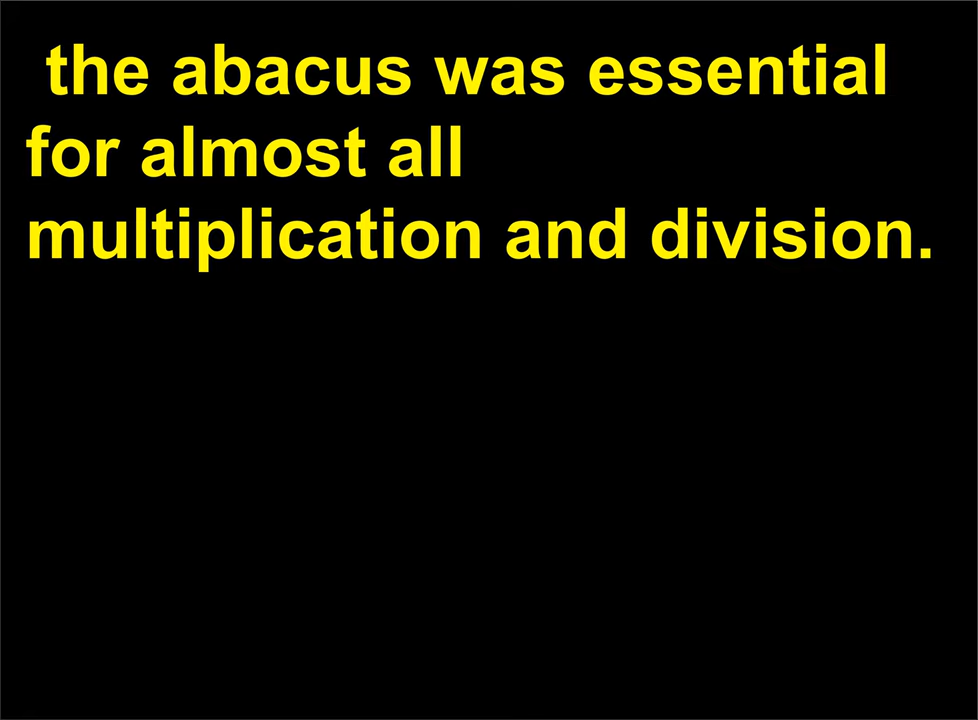 the abacus was essential
for almost all
multiplication and division.